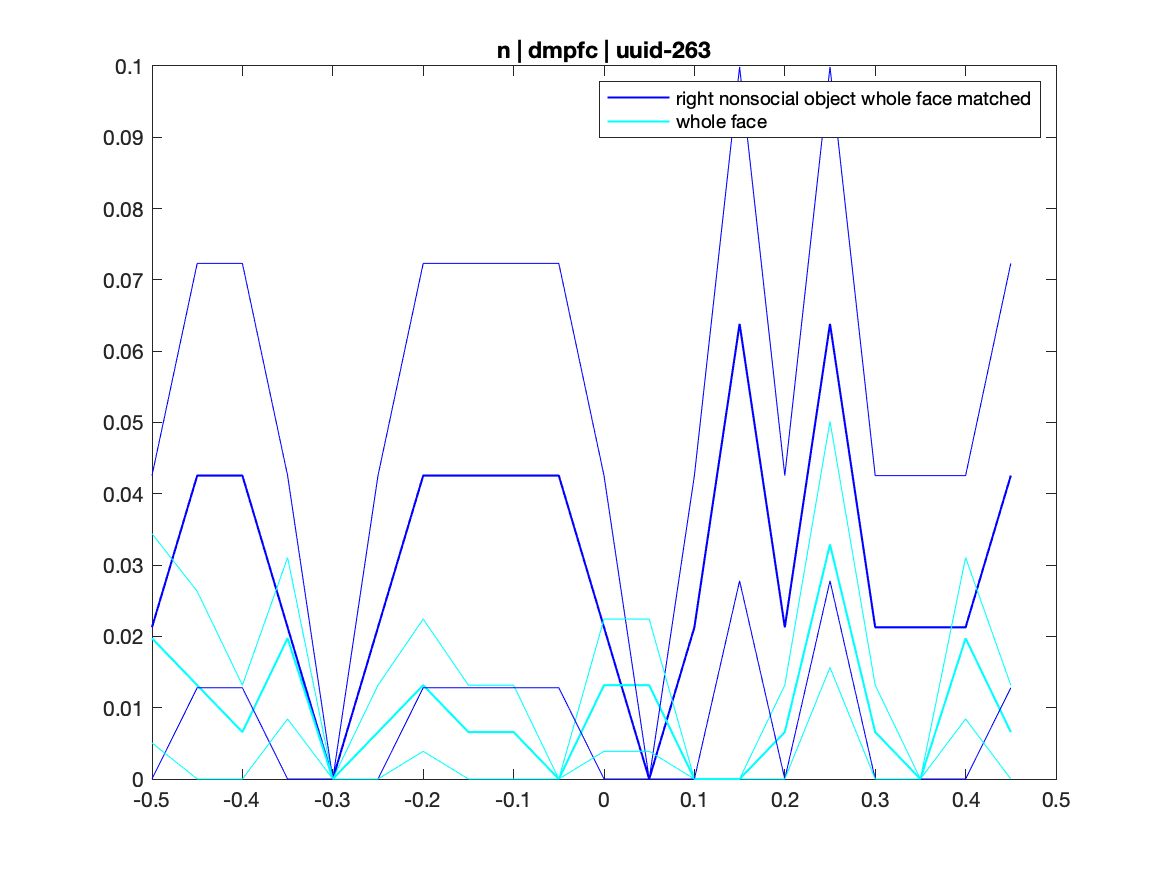 n | dmpfc | uuid-263
right nonsocial object whole face matched
whole face
0.1
0.09
0.08
0.07
0.06
0.05
0.04
0.03
0.02
0.01
0
-0.5 -0.4 -0.3 -0.2 -0.1 0 0.1 0.2 0.3 0.4 0.5